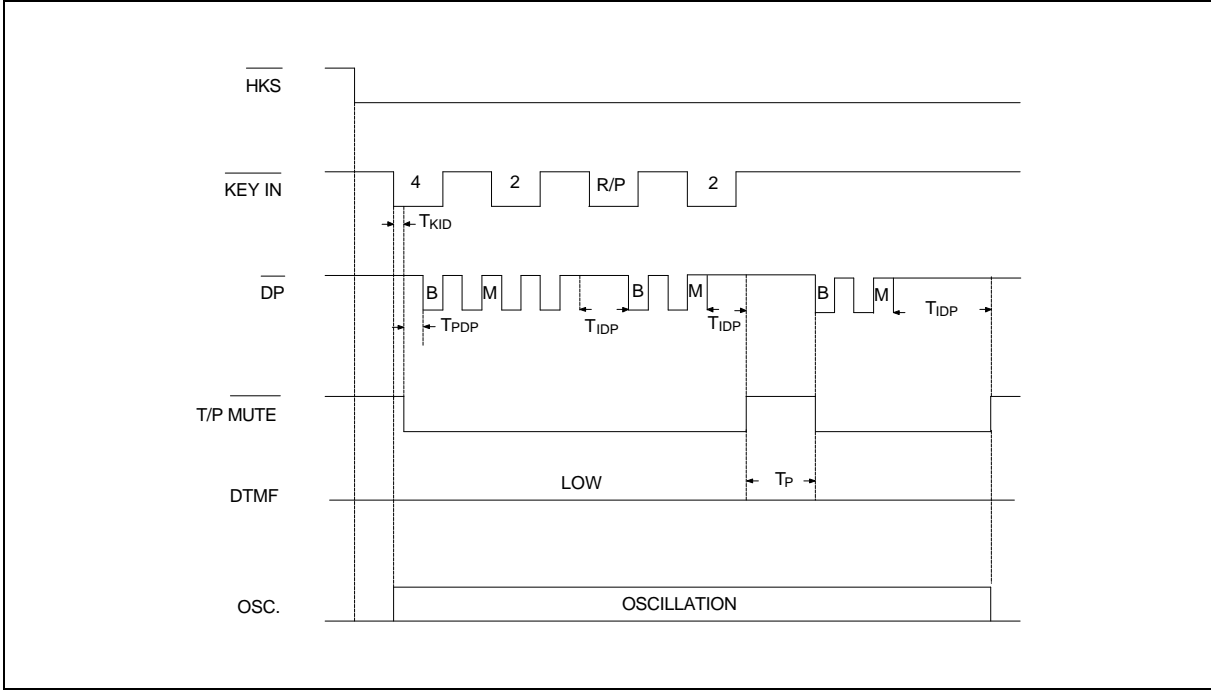 HKS
KEY IN
4
2
R/P
2
TKID
DP
B
M
B
M
B
M
TPDP
TIDP
TIDP
TIDP
T/P MUTE
LOW
TP
DTMF
OSC.
OSCILLATION